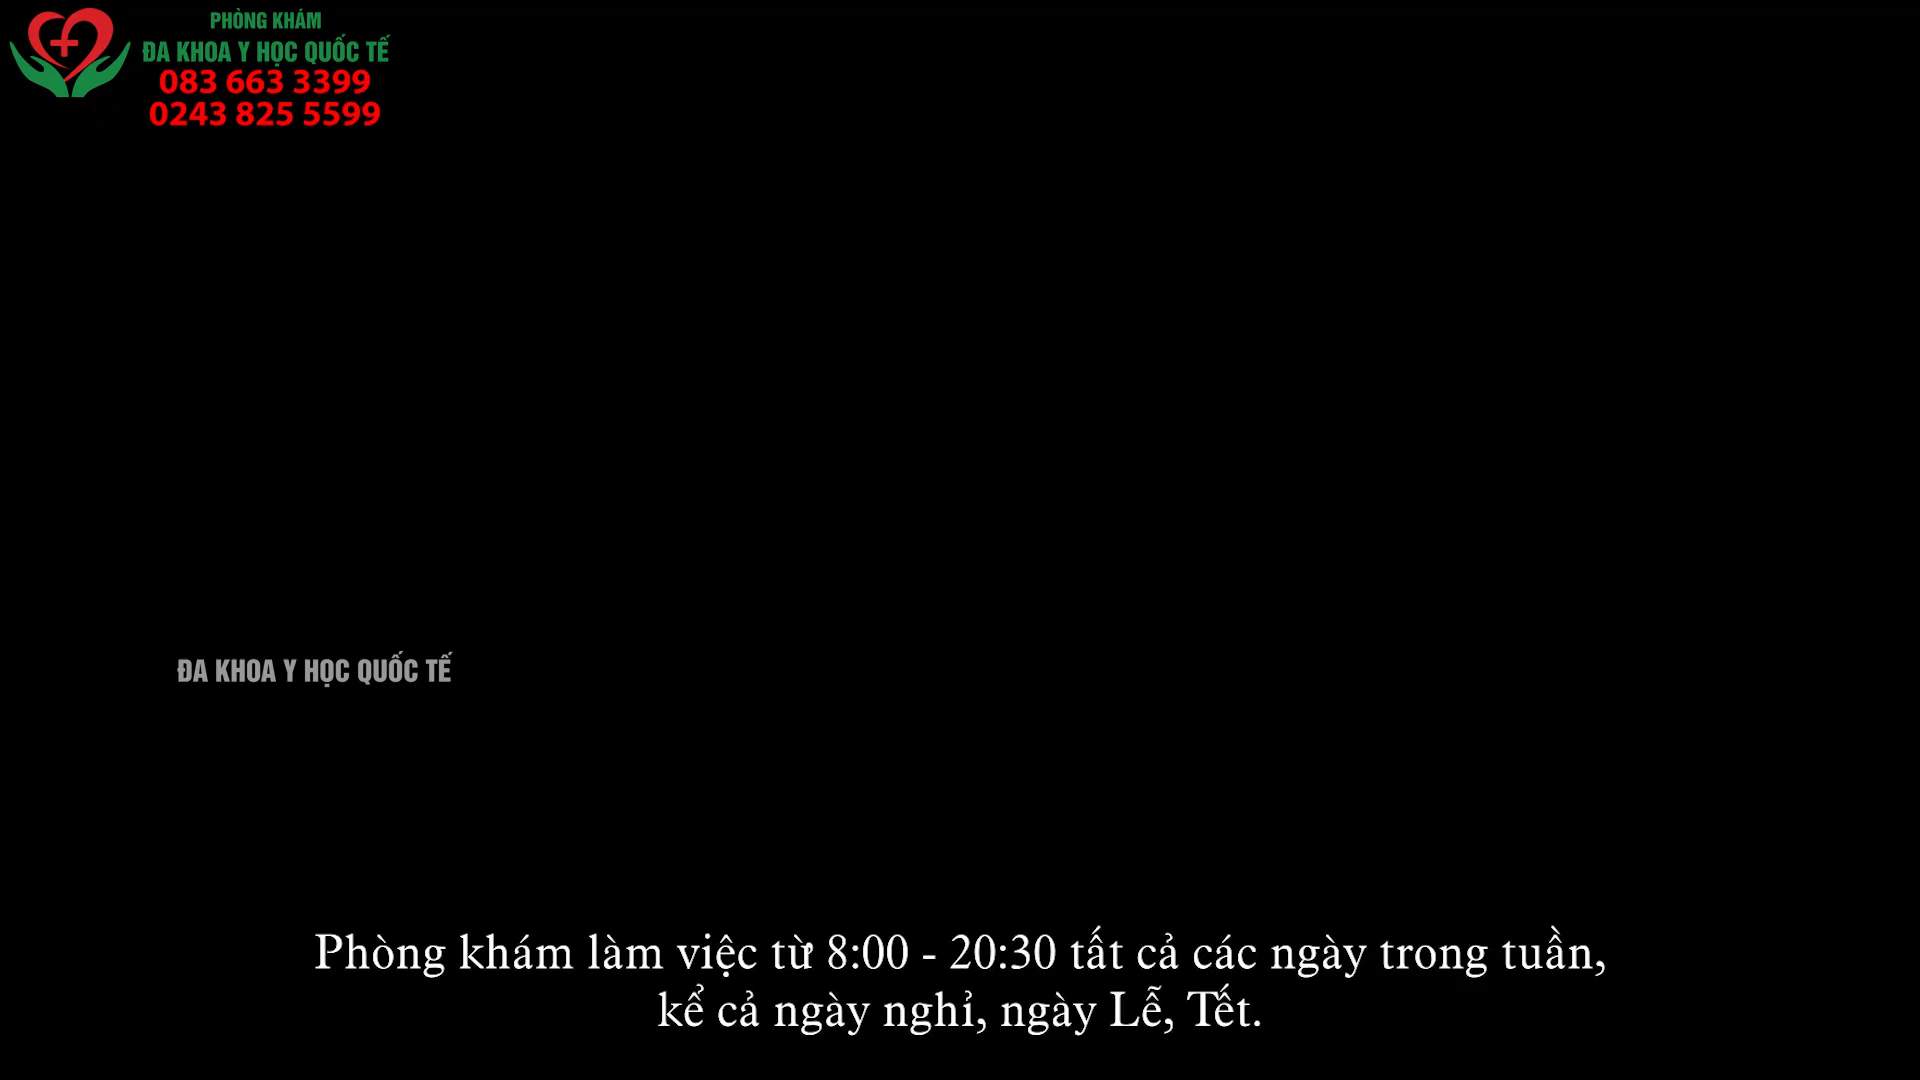 PHÒNG KHÁM
ĐA KHOA Y HỌC QUỐC TẾ
083 663 3399
0243 825 5599
ĐA KHOA Y HỌC QUỐC TẾ
Phòng khám làm việc từ 8:00 - 20:30 tất cả các ngày trong tuần,
kể cả ngày nghỉ, ngày Lễ, Tết.